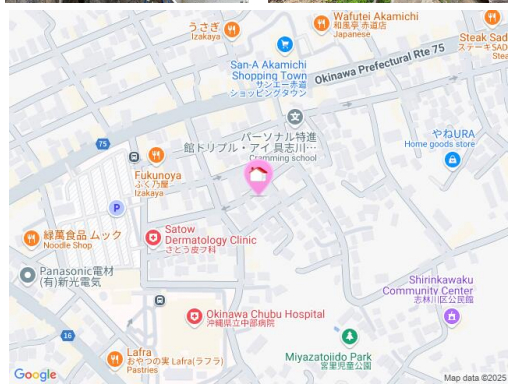 うさぎ
Izakaya
Wafutei Akamichi
和風亭 赤道店
Japanese
Steak Sad
ステーキSAD
Stea
San-A Akamichi
Shopping Town
サンエー赤道
ショッピングタウン
Okinawa Prefectural Rte 75
75
パーソナル特進
館トリプル・アイ具志川…
Cramming school
やねURA
Home goods store
Fukunoya
ふく乃屋
Izakaya
P
緑萬食品 ムック
Noodle Shop
Satow
Dermatology Clinic
さとう皮フ科
Panasonic電材
(有)新光電気
Shirinkawaku
Community Center
志林川区公民館
Okinawa Chubu Hospital
沖縄県立中部病院
16
Lafra
おやつの実 Lafra(ラフラ)
Pastries
Miyazatojido Park
宮里児童公園
Google
Map data ©2025